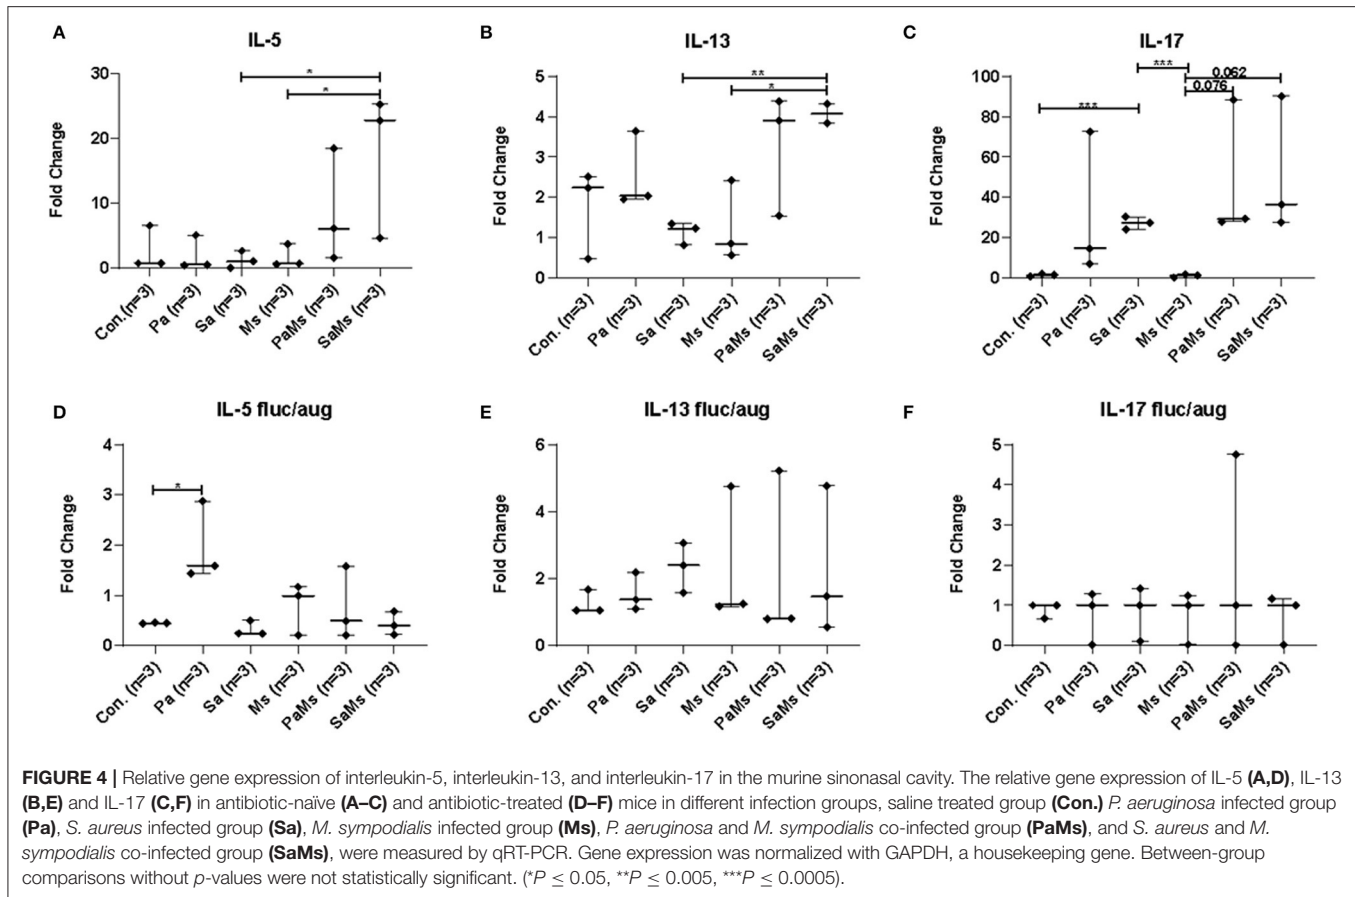 A
IL-5
Fold Change
30
20
10
0
*
*
Con.(n=3)
Pa (n=3)
Sa (n=3)
Ms (n=3)
PaMs (n=3)
SaMs (n=3)
B
IL-13
Fold Change
5
4
3
2
1
0
**
*
Con. (n=3)
Pa (n=3)
Sa (n=3)
Ms (n=3)
PaMs (n=3)
SaMs (n=3)
C
IL-17
Fold Change
100
80
60
40
20
0
***
0.062
0.076
***
Con. (n=3)
Pa (n=3)
Sa (n=3)
Ms (n=3)
PaMs (n=3)
SaMs (n=3)
D
IL-5 fluc/aug
Fold Change
4
3
2
1
0
*
Con. (n=3)
Pa (n=3)
Sa (n=3)
Ms (n=3)
PaMs (n=3)
SaMs (n=3)
E
IL-13 fluc/aug
Fold Change
6
4
2
0
Con. (n=3)
Pa (n=3)
Sa (n=3)
Ms (n=3)
PaMs (n=3)
SaMs (n=3)
F
IL-17 fluc/aug
Fold Change
5
4
3
2
1
0
Con. (n=3)
Pa (n=3)
Sa (n=3)
Ms (n=3)
PaMs (n=3)
SaMs (n=3)
FIGURE 4 | Relative gene expression of interleukin-5, interleukin-13, and interleukin-17 in the murine sinonasal cavity. The relative gene expression of IL-5 (A,D), IL-13
(B,E) and IL-17 (C,F) in antibiotic-naïve (A–C) and antibiotic-treated (D–F) mice in different infection groups, saline treated group (Con.) P. aeruginosa infected group
(Pa), S. aureus infected group (Sa), M. sympodialis infected group (Ms), P. aeruginosa and M. sympodialis co-infected group (PaMs), and S. aureus and M.
sympodialis co-infected group (SaMs), were measured by qRT-PCR. Gene expression was normalized with GAPDH, a housekeeping gene. Between-group
comparisons without p-values were not statistically significant. (*P ≤ 0.05, **P ≤ 0.005, ***P ≤ 0.0005).